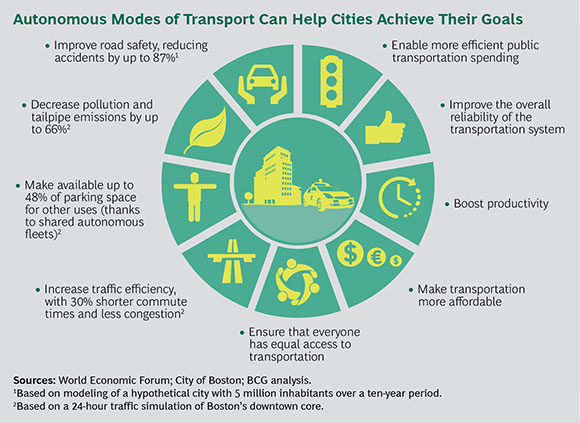 Autonomous Modes of Transport Can Help Cities Achieve Their Goals
• Improve road safety, reducing
accidents by up to 87%¹
• Enable more efficient public
transportation spending
• Decrease pollution and
tailpipe emissions by up
to 66%²
• Improve the overall
reliability of the
transportation system
• Make available up to
48% of parking space
for other uses (thanks
to shared autonomous
fleets)²
• Boost productivity
• Increase traffic efficiency,
with 30% shorter commute
times and less congestion²
$ € $
• Make transportation
more affordable
• Ensure that everyone
has equal access to
transportation
Sources: World Economic Forum; City of Boston; BCG analysis.
¹Based on modeling of a hypothetical city with 5 million inhabitants over a ten-year period.
²Based on a 24-hour traffic simulation of Boston's downtown core.